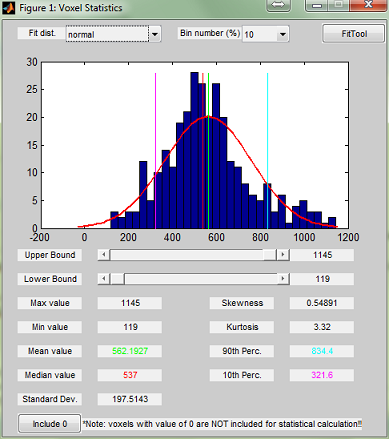 Figure 1: Voxel Statistics
Fit dist. normal Bin number (%) 10 FitTool
30
25
20
15
10
5
0
-200 0 200 400 600 800 1000 1200
Upper Bound 1145
Lower Bound 119
Max value 1145 Skewness 0.54891
Min value 119 Kurtosis 3.32
Mean value 562.1927 90th Perc. 834.4
Median value 537 10th Perc. 321.6
Standard Dev. 197.5143
Include 0 *Note: voxels with value of 0 are NOT included for statistical calculation!!